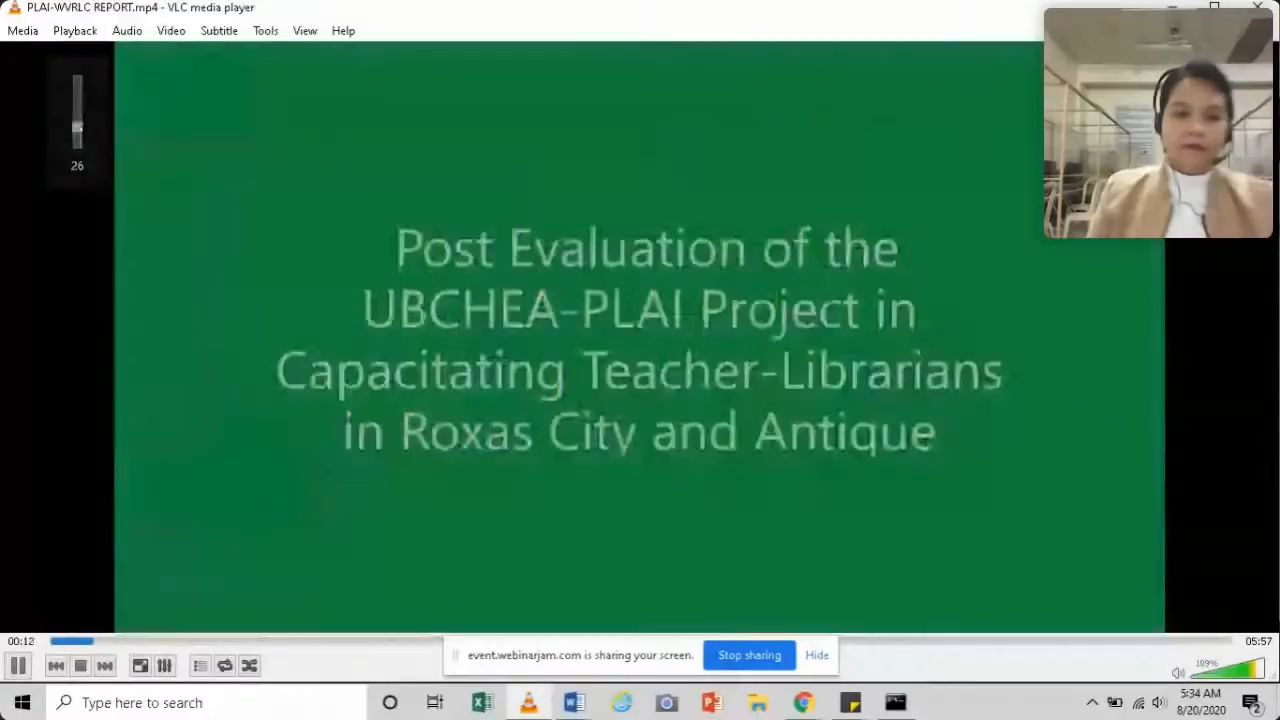 PLAI-WVRLC REPORT.mp4 - VLC media player
Media Playback Audio Video Subtitle Tools View Help
26
Post Evaluation of the
UBCHEA-PLAI Project in
Capacitating Teacher-Librarians
in Roxas City and Antique
00:12
05:57
event.webinarjam.com is sharing your screen. Stop sharing Hide
109%
Type here to search
5:34 AM
8/20/2020
2